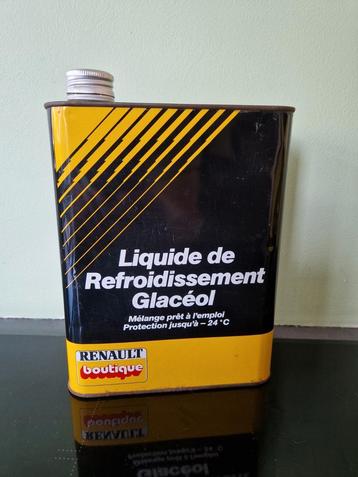 Liquide de
Refroidissement
Glacéol
Mélange prêt à l'emploi
Protection jusqu'à – 24 °C
RENAULT
boutique